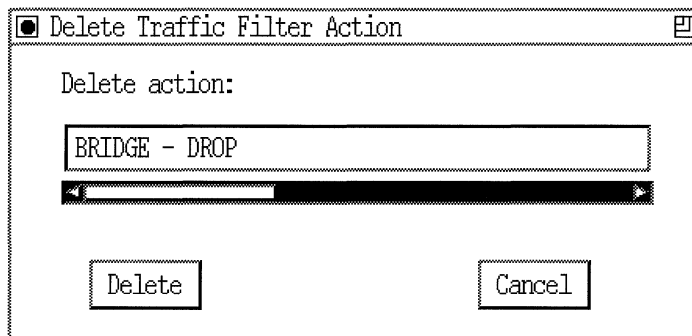 Delete Traffic Filter Action
Delete action:
BRIDGE - DROP
Delete
Cancel